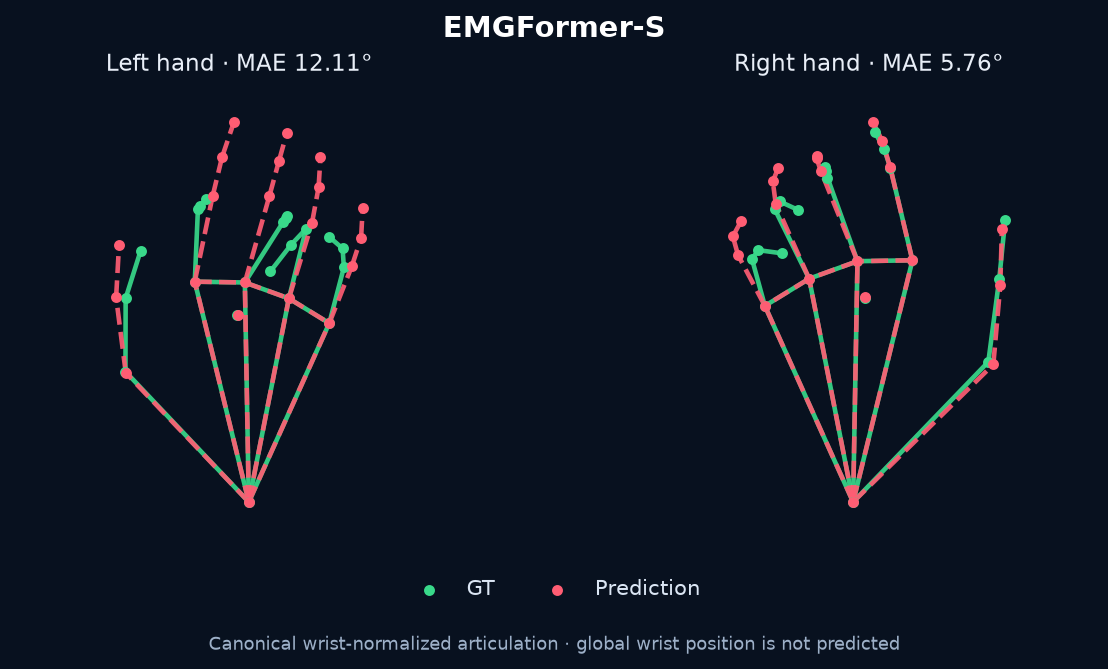 EMGFormer-S
Left hand · MAE 12.11°
Right hand · MAE 5.76°
GT
Prediction
Canonical wrist-normalized articulation · global wrist position is not predicted